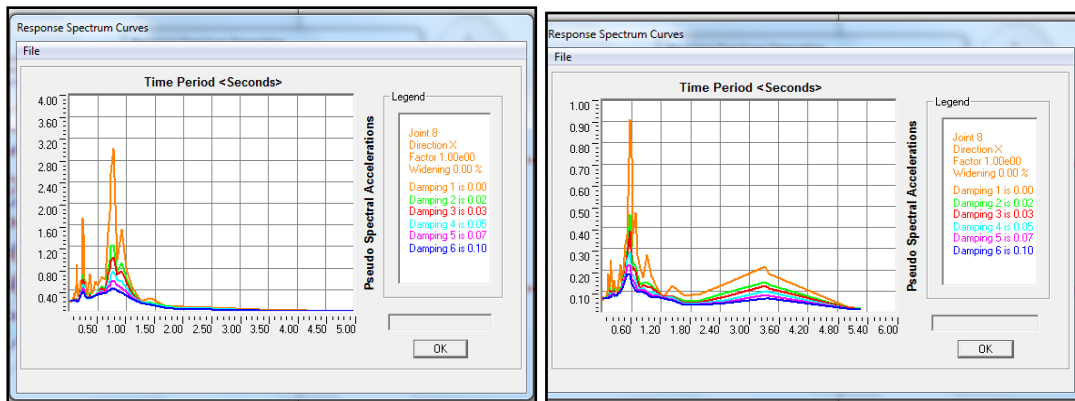 Response Spectrum Curves
File
Time Period <Seconds>
4.00
3.60
3.20
2.80
2.40
2.00
1.60
1.20
0.80
0.40
0.50 1.00 1.50 2.00 2.50 3.00 3.50 4.00 4.50 5.00
Pseudo Spectral Accelerations
Legend
Joint 8
Direction X
Factor 1.00e00
Widening 0.00 %
Damping 1 is 0.00
Damping 2 is 0.02
Damping 3 is 0.03
Damping 4 is 0.05
Damping 5 is 0.07
Damping 6 is 0.10
OK
Response Spectrum Curves
File
Time Period <Seconds>
1.00
0.90
0.80
0.70
0.60
0.50
0.40
0.30
0.20
0.10
0.60 1.20 1.80 2.40 3.00 3.60 4.20 4.80 5.40 6.00
Pseudo Spectral Accelerations
Legend
Joint 8
Direction X
Factor 1.00e00
Widening 0.00 %
Damping 1 is 0.00
Damping 2 is 0.02
Damping 3 is 0.03
Damping 4 is 0.05
Damping 5 is 0.07
Damping 6 is 0.10
OK